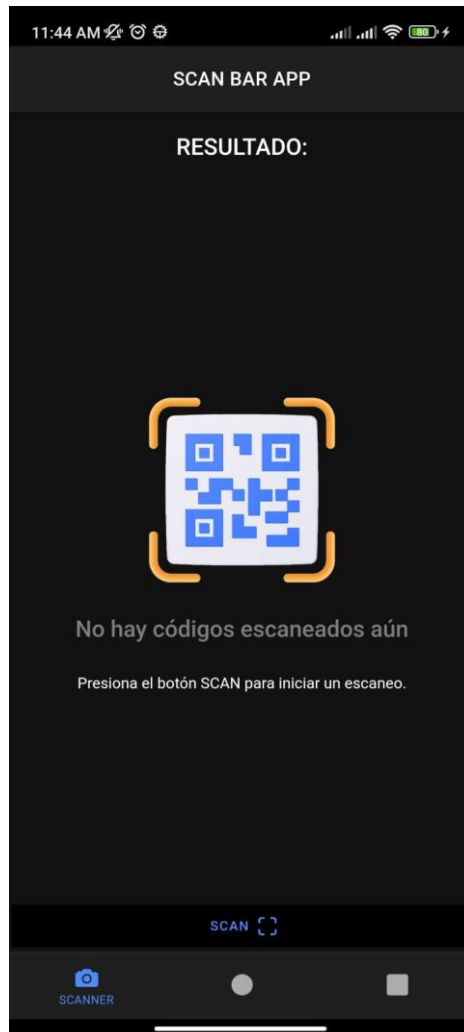 11:44 AM
80
SCAN BAR APP
RESULTADO:
No hay códigos escaneados aún
Presiona el botón SCAN para iniciar un escaneo.
SCAN
SCANNER